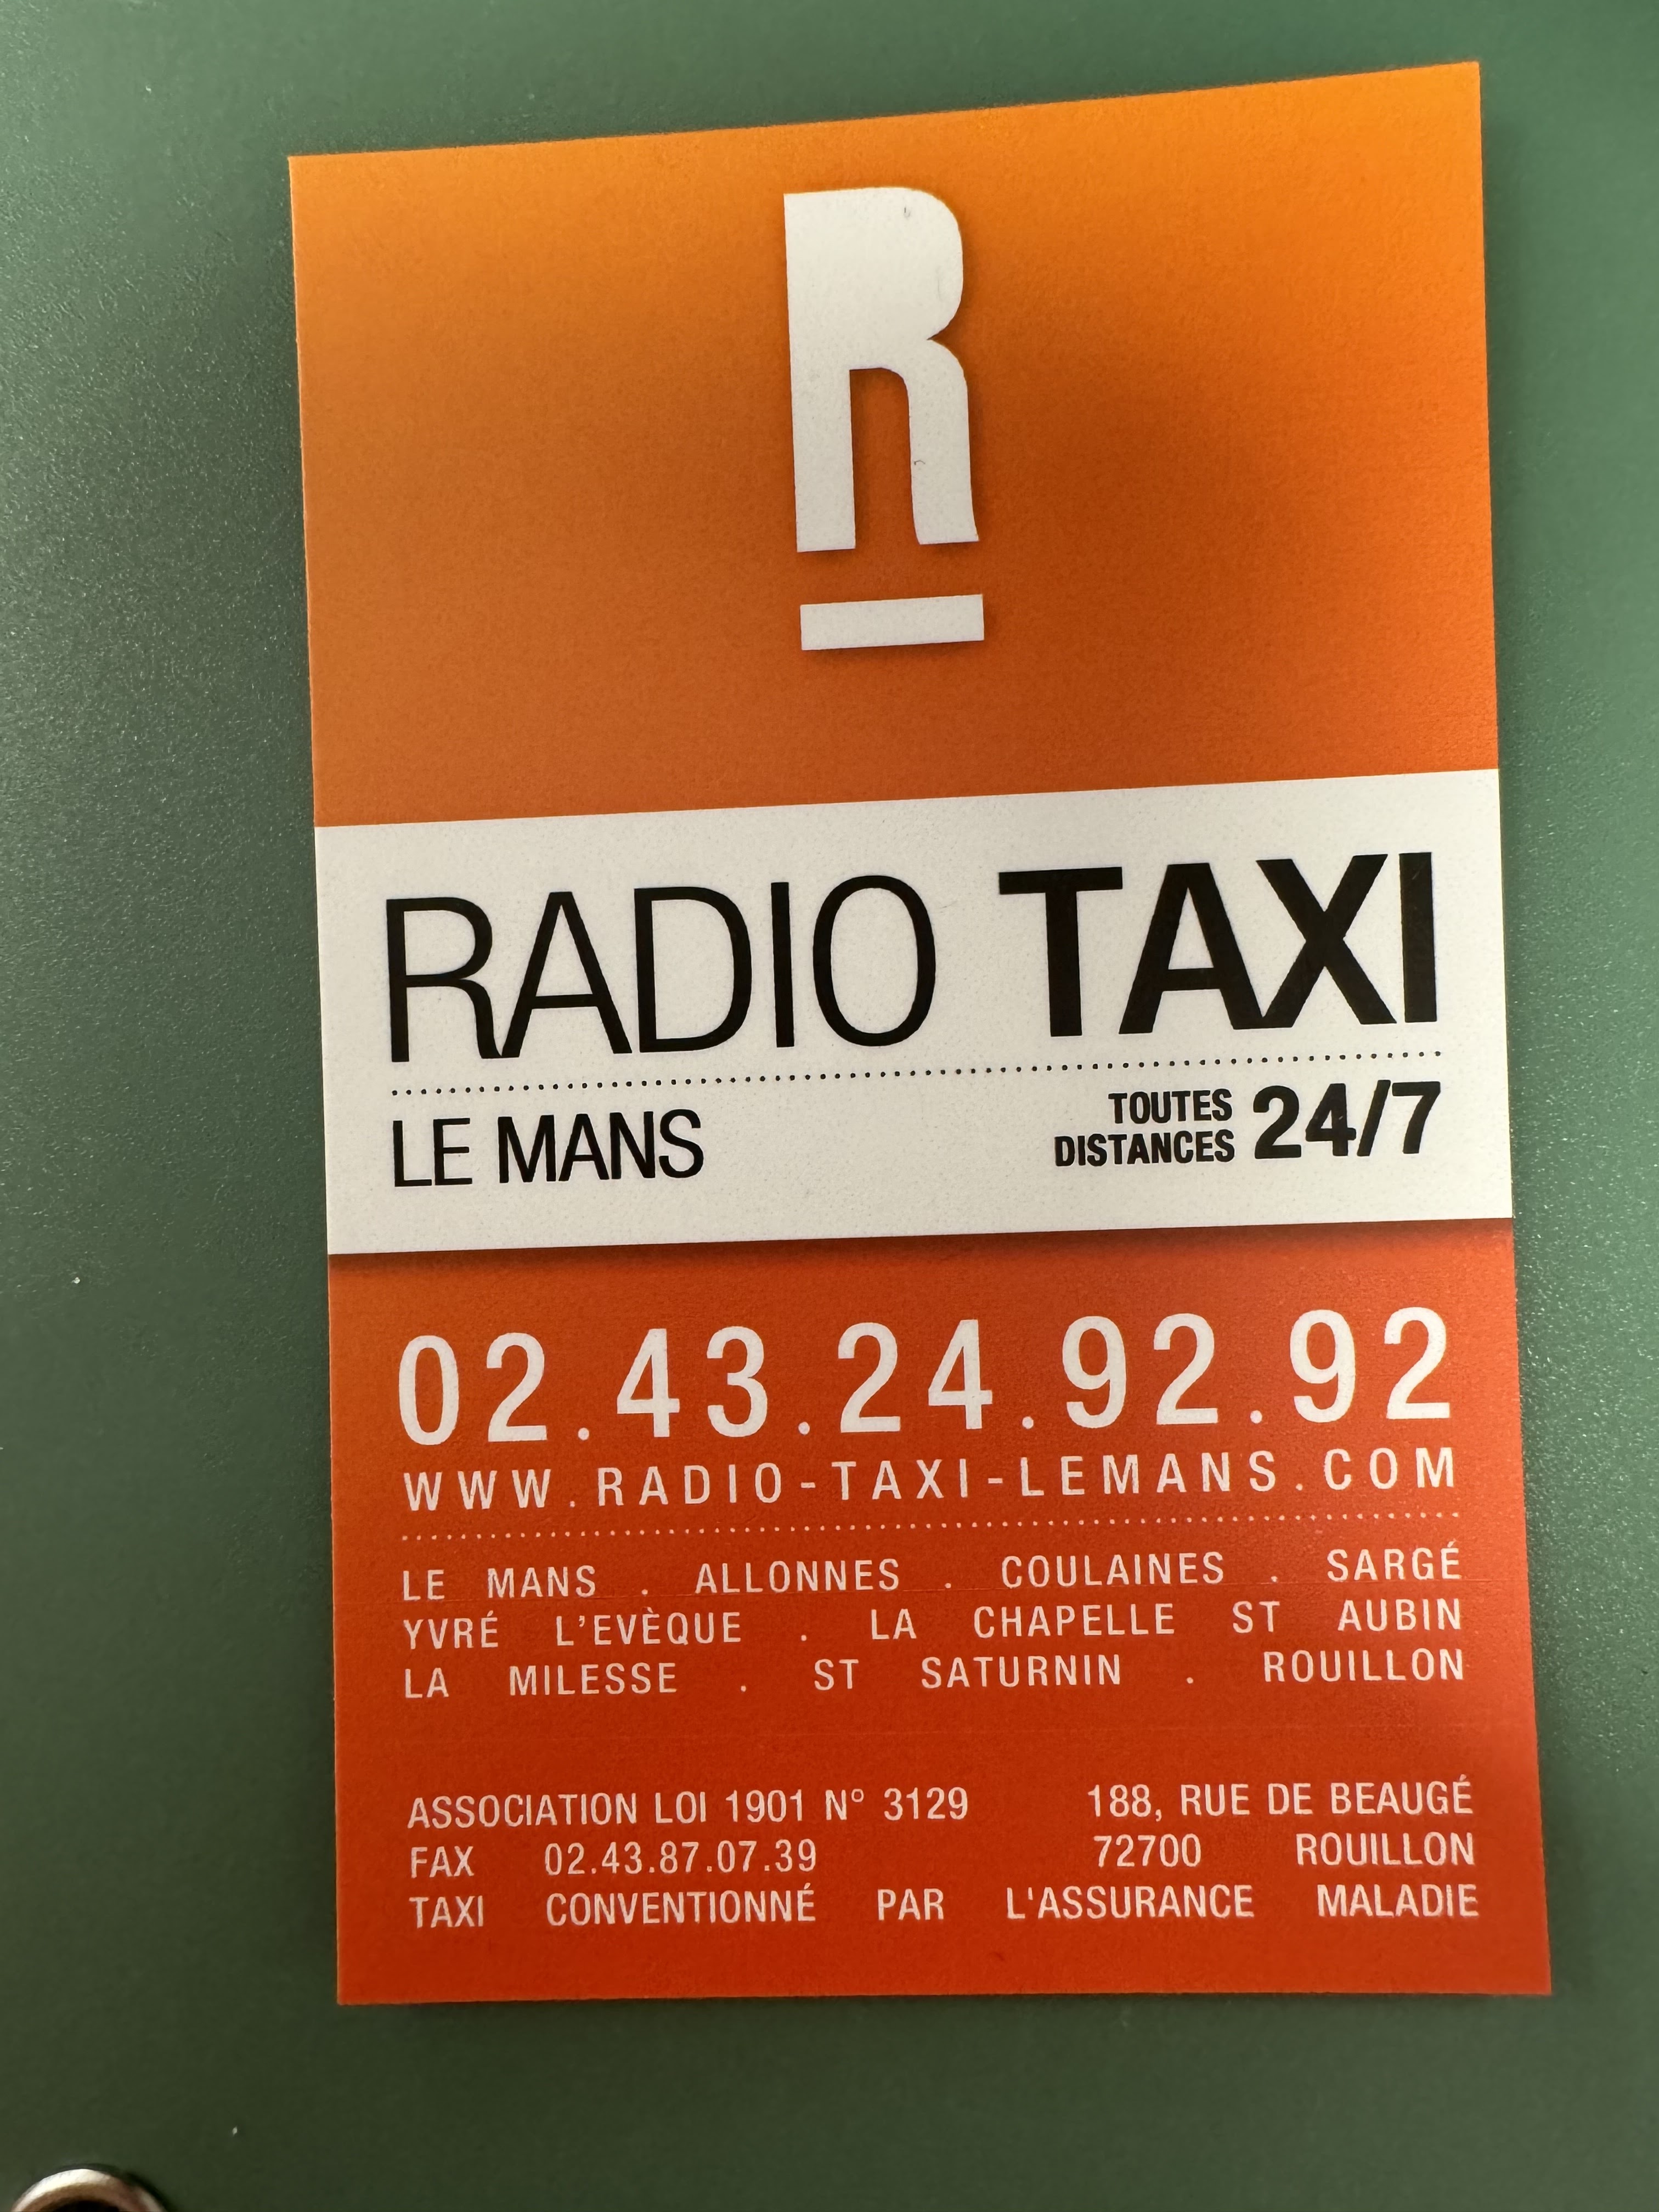 R
RADIO TAXI
LE MANS
TOUTES
DISTANCES 24/7
02.43.24.92.92
WWW.RADIO-TAXI-LEMANS.COM
LE MANS . ALLONNES . COULAINES . SARGÉ
YVRÉ L'EVÈQUE . LA CHAPELLE ST AUBIN
LA MILESSE . ST SATURNIN . ROUILLON
ASSOCIATION LOI 1901 N° 3129 188, RUE DE BEAUGÉ
FAX 02.43.87.07.39 72700 ROUILLON
TAXI CONVENTIONNÉ PAR L'ASSURANCE MALADIE